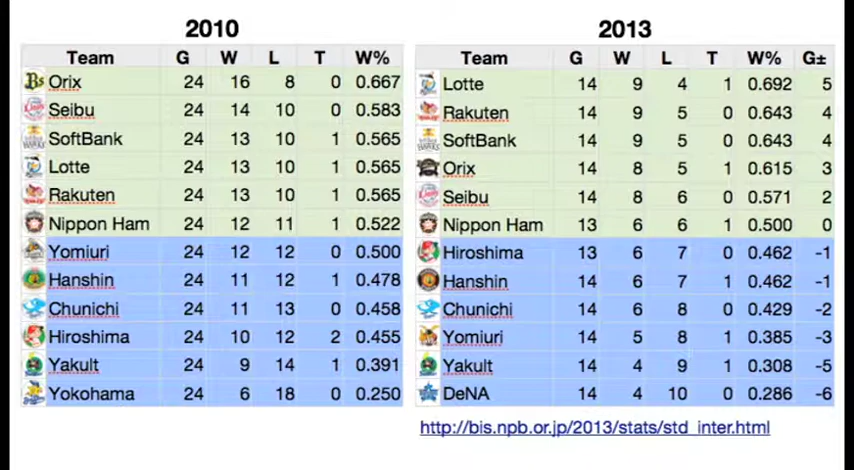 2010
Team G W L T W%
Orix 24 16 8 0 0.667
Seibu 24 14 10 0 0.583
SoftBank 24 13 10 1 0.565
Lotte 24 13 10 1 0.565
Rakuten 24 13 10 1 0.565
Nippon Ham 24 12 11 1 0.522
Yomiuri 24 12 12 0 0.500
Hanshin 24 11 12 1 0.478
Chunichi 24 11 13 0 0.458
Hiroshima 24 10 12 2 0.455
Yakult 24 9 14 1 0.391
Yokohama 24 6 18 0 0.250
2013
Team G W L T W% G±
Lotte 14 9 4 1 0.692 5
Rakuten 14 9 5 0 0.643 4
SoftBank 14 9 5 0 0.643 4
Orix 14 8 5 1 0.615 3
Seibu 14 8 6 0 0.571 2
Nippon Ham 13 6 6 1 0.500 0
Hiroshima 13 6 7 0 0.462 -1
Hanshin 14 6 7 1 0.462 -1
Chunichi 14 6 8 0 0.429 -2
Yomiuri 14 5 8 1 0.385 -3
Yakult 14 4 9 1 0.308 -5
DeNA 14 4 10 0 0.286 -6
http://bis.npb.or.jp/2013/stats/std_inter.html